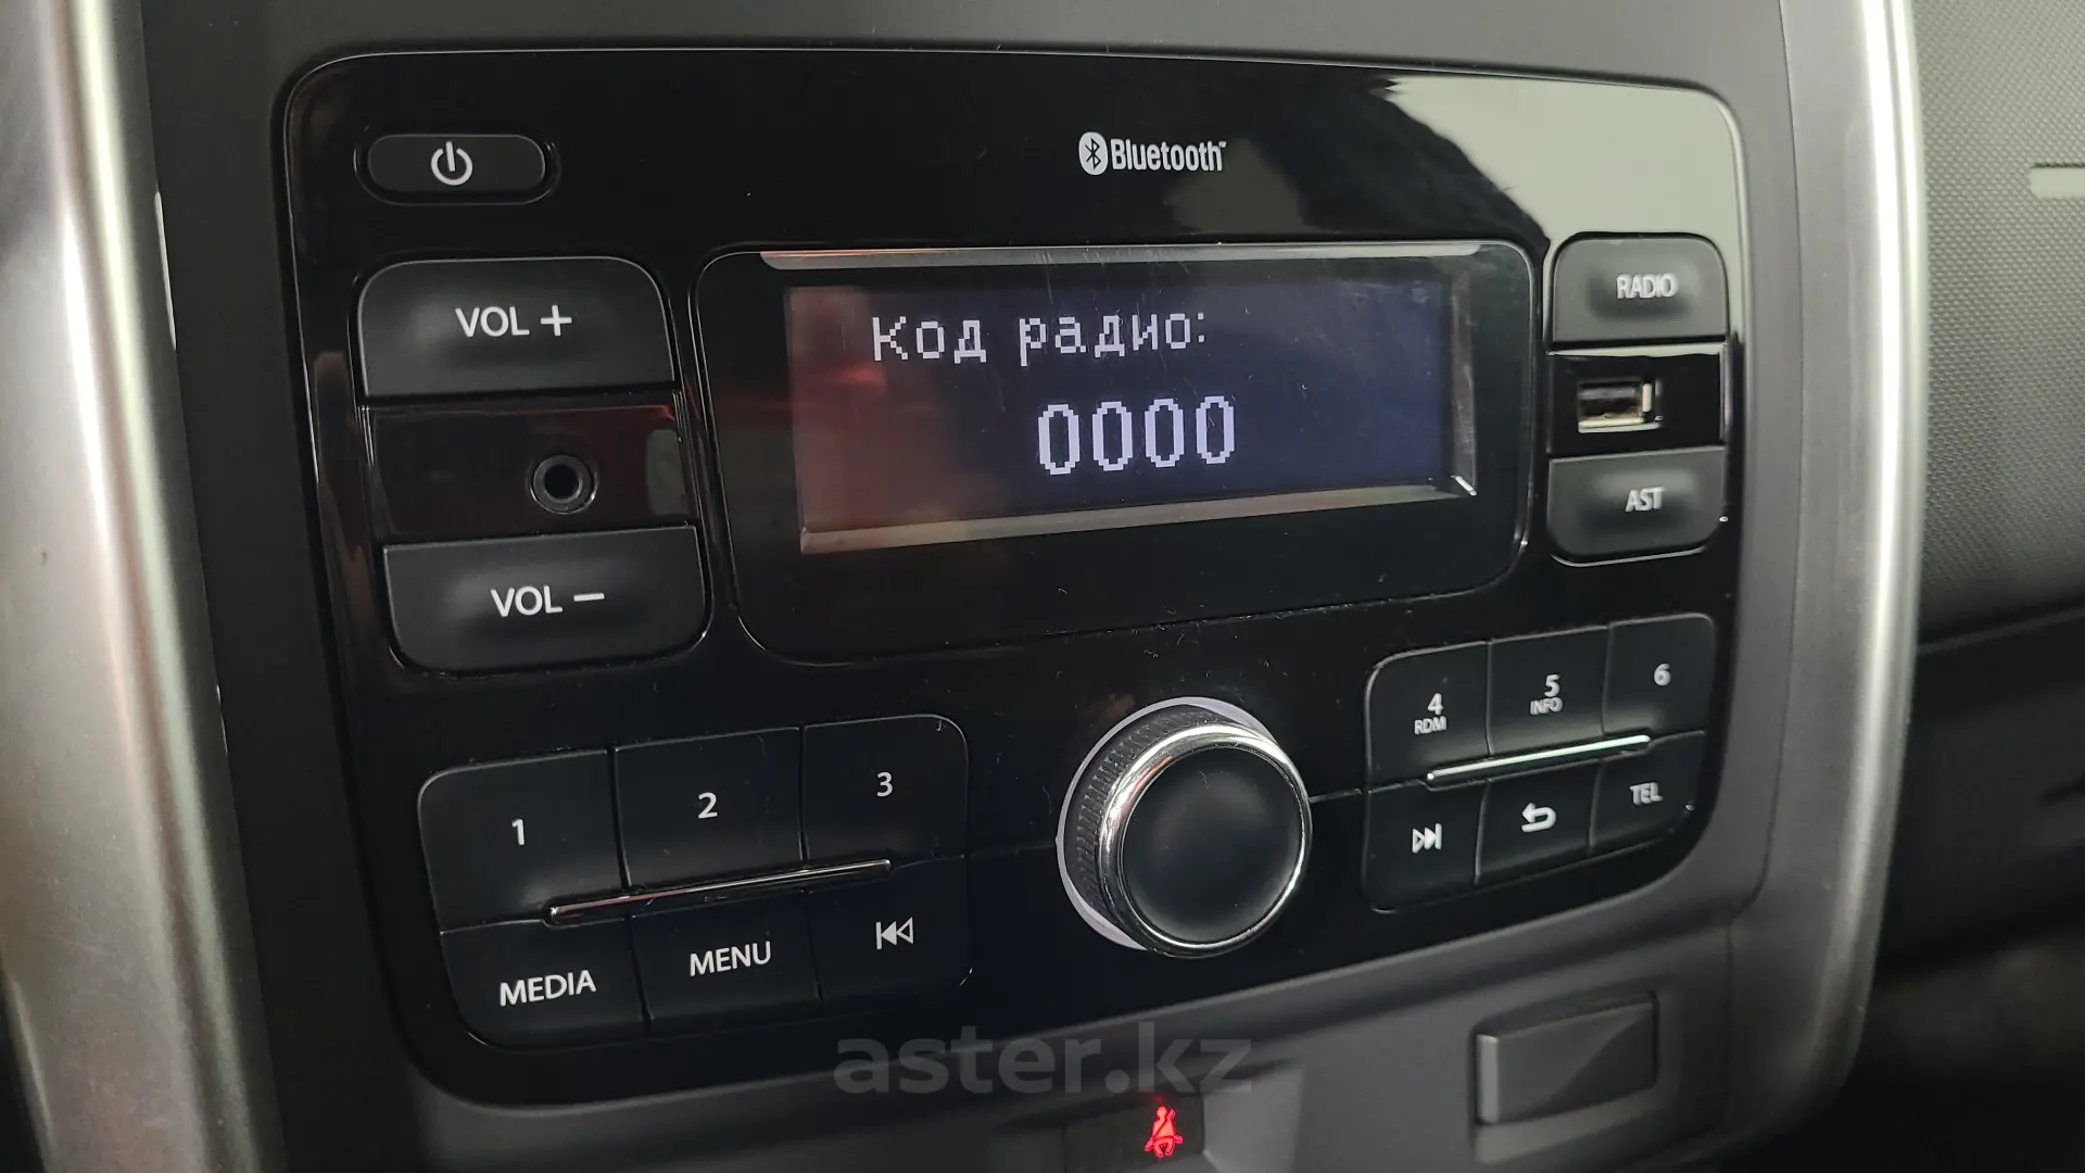 Bluetooth
VOL +
RADIO
Код радио:
0000
AST
VOL −
1
2
3
4
RDM
5
INFO
6
MEDIA
MENU
TEL
aster.kz